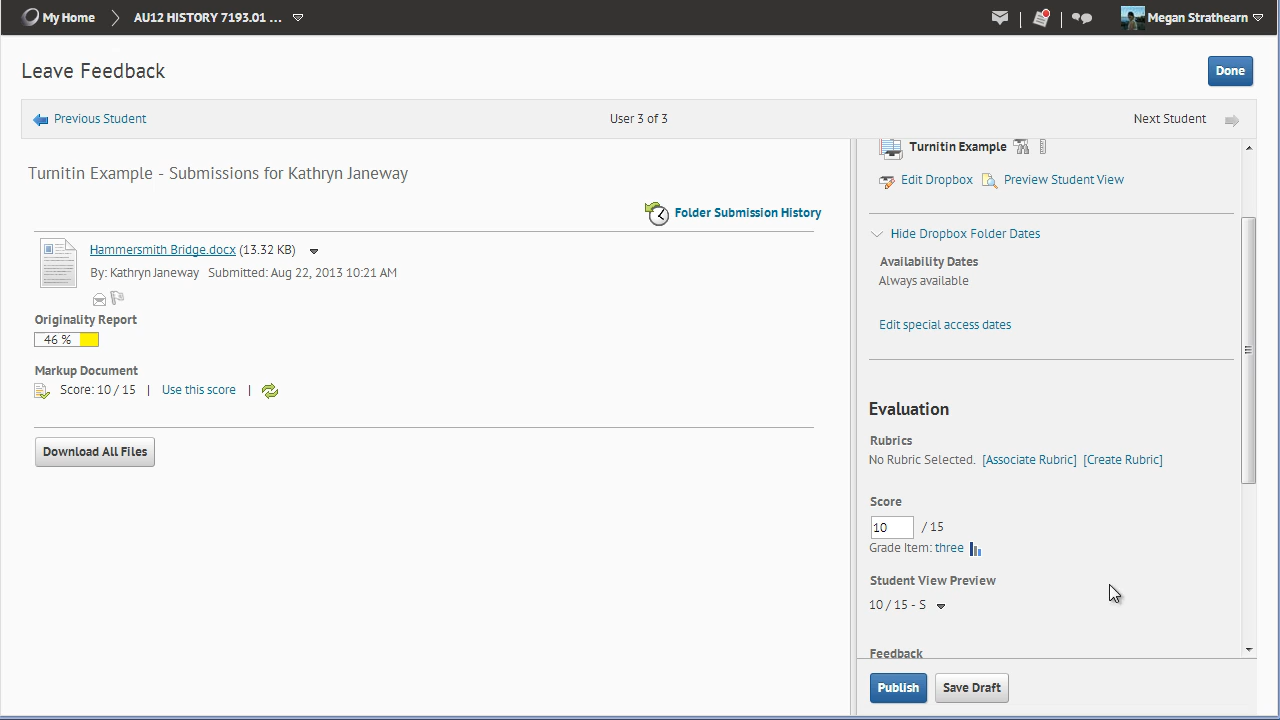 My Home AU12 HISTORY 7193.01 ... Megan Strathearn
Leave Feedback
Done
Previous Student User 3 of 3 Next Student
Turnitin Example - Submissions for Kathryn Janeway
Folder Submission History
Hammersmith Bridge.docx (13.32 KB)
By: Kathryn Janeway Submitted: Aug 22, 2013 10:21 AM
Originality Report
46 %
Markup Document
Score: 10 / 15 | Use this score |
Download All Files
Turnitin Example
Edit Dropbox Preview Student View
Hide Dropbox Folder Dates
Availability Dates
Always available
Edit special access dates
Evaluation
Rubrics
No Rubric Selected. [Associate Rubric] [Create Rubric]
Score
10 / 15
Grade Item: three
Student View Preview
10 / 15 - S
Feedback
Publish Save Draft